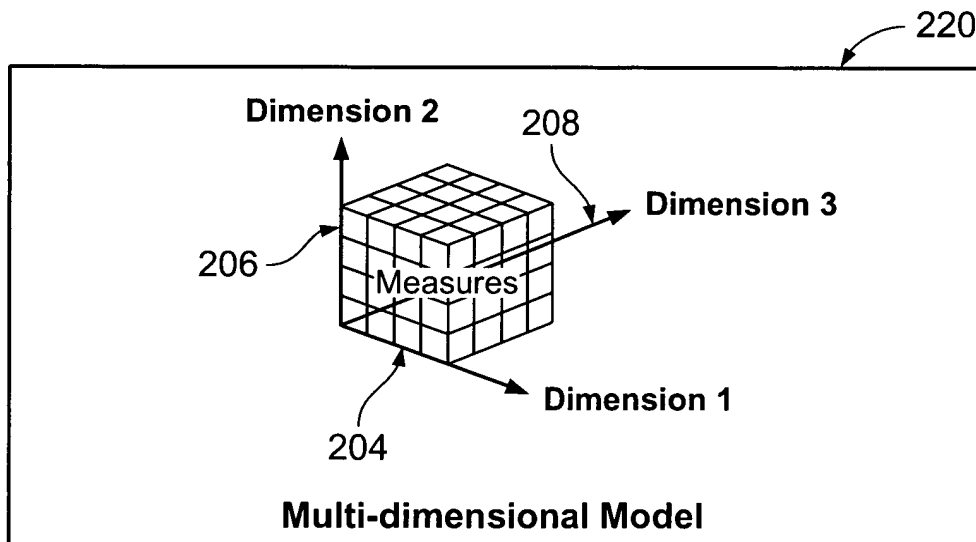 220
Dimension 2
208
Dimension 3
206
Measures
Dimension 1
204
Multi-dimensional Model